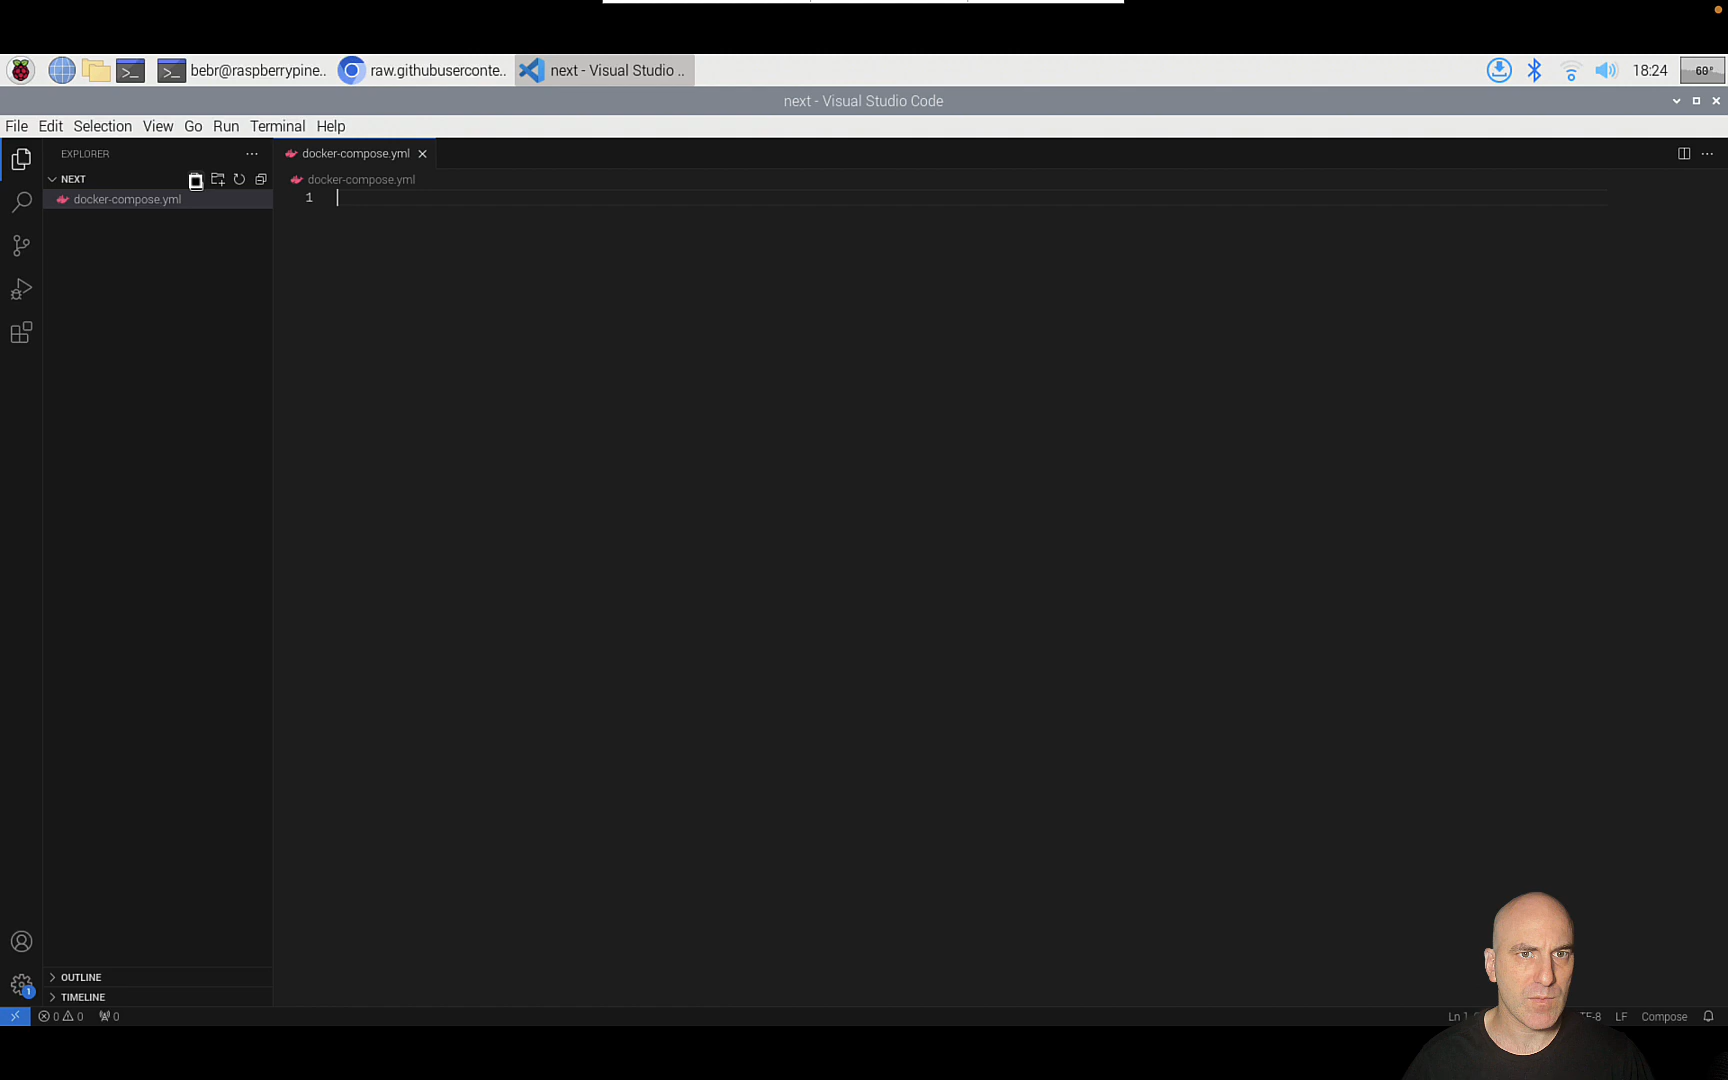 bebr@raspberrypine..
raw.githubuserconte..
next - Visual Studio ..
18:24
60°
next - Visual Studio Code
File Edit Selection View Go Run Terminal Help
EXPLORER
docker-compose.yml
NEXT
docker-compose.yml
docker-compose.yml
1
OUTLINE
TIMELINE
1
0 0 0
LF Compose